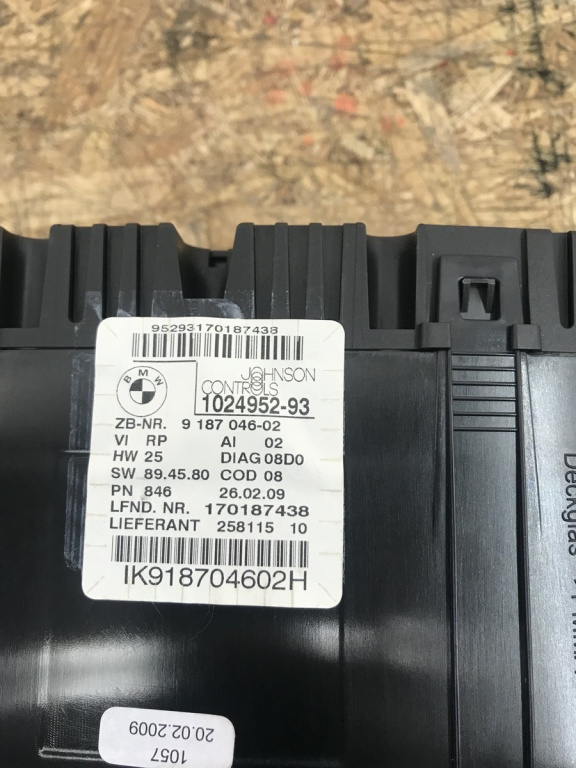 95293170187438
BMW
JOHNSON
CONTROLS
1024952-93
ZB-NR. 9 187 046-02
VI RP AI 02
HW 25 DIAG 08D0
SW 89.45.80 COD 08
PN 846 26.02.09
LFND. NR. 170187438
LIEFERANT 258115 10
IK918704602H
1057
20.02.2009
Deckglas